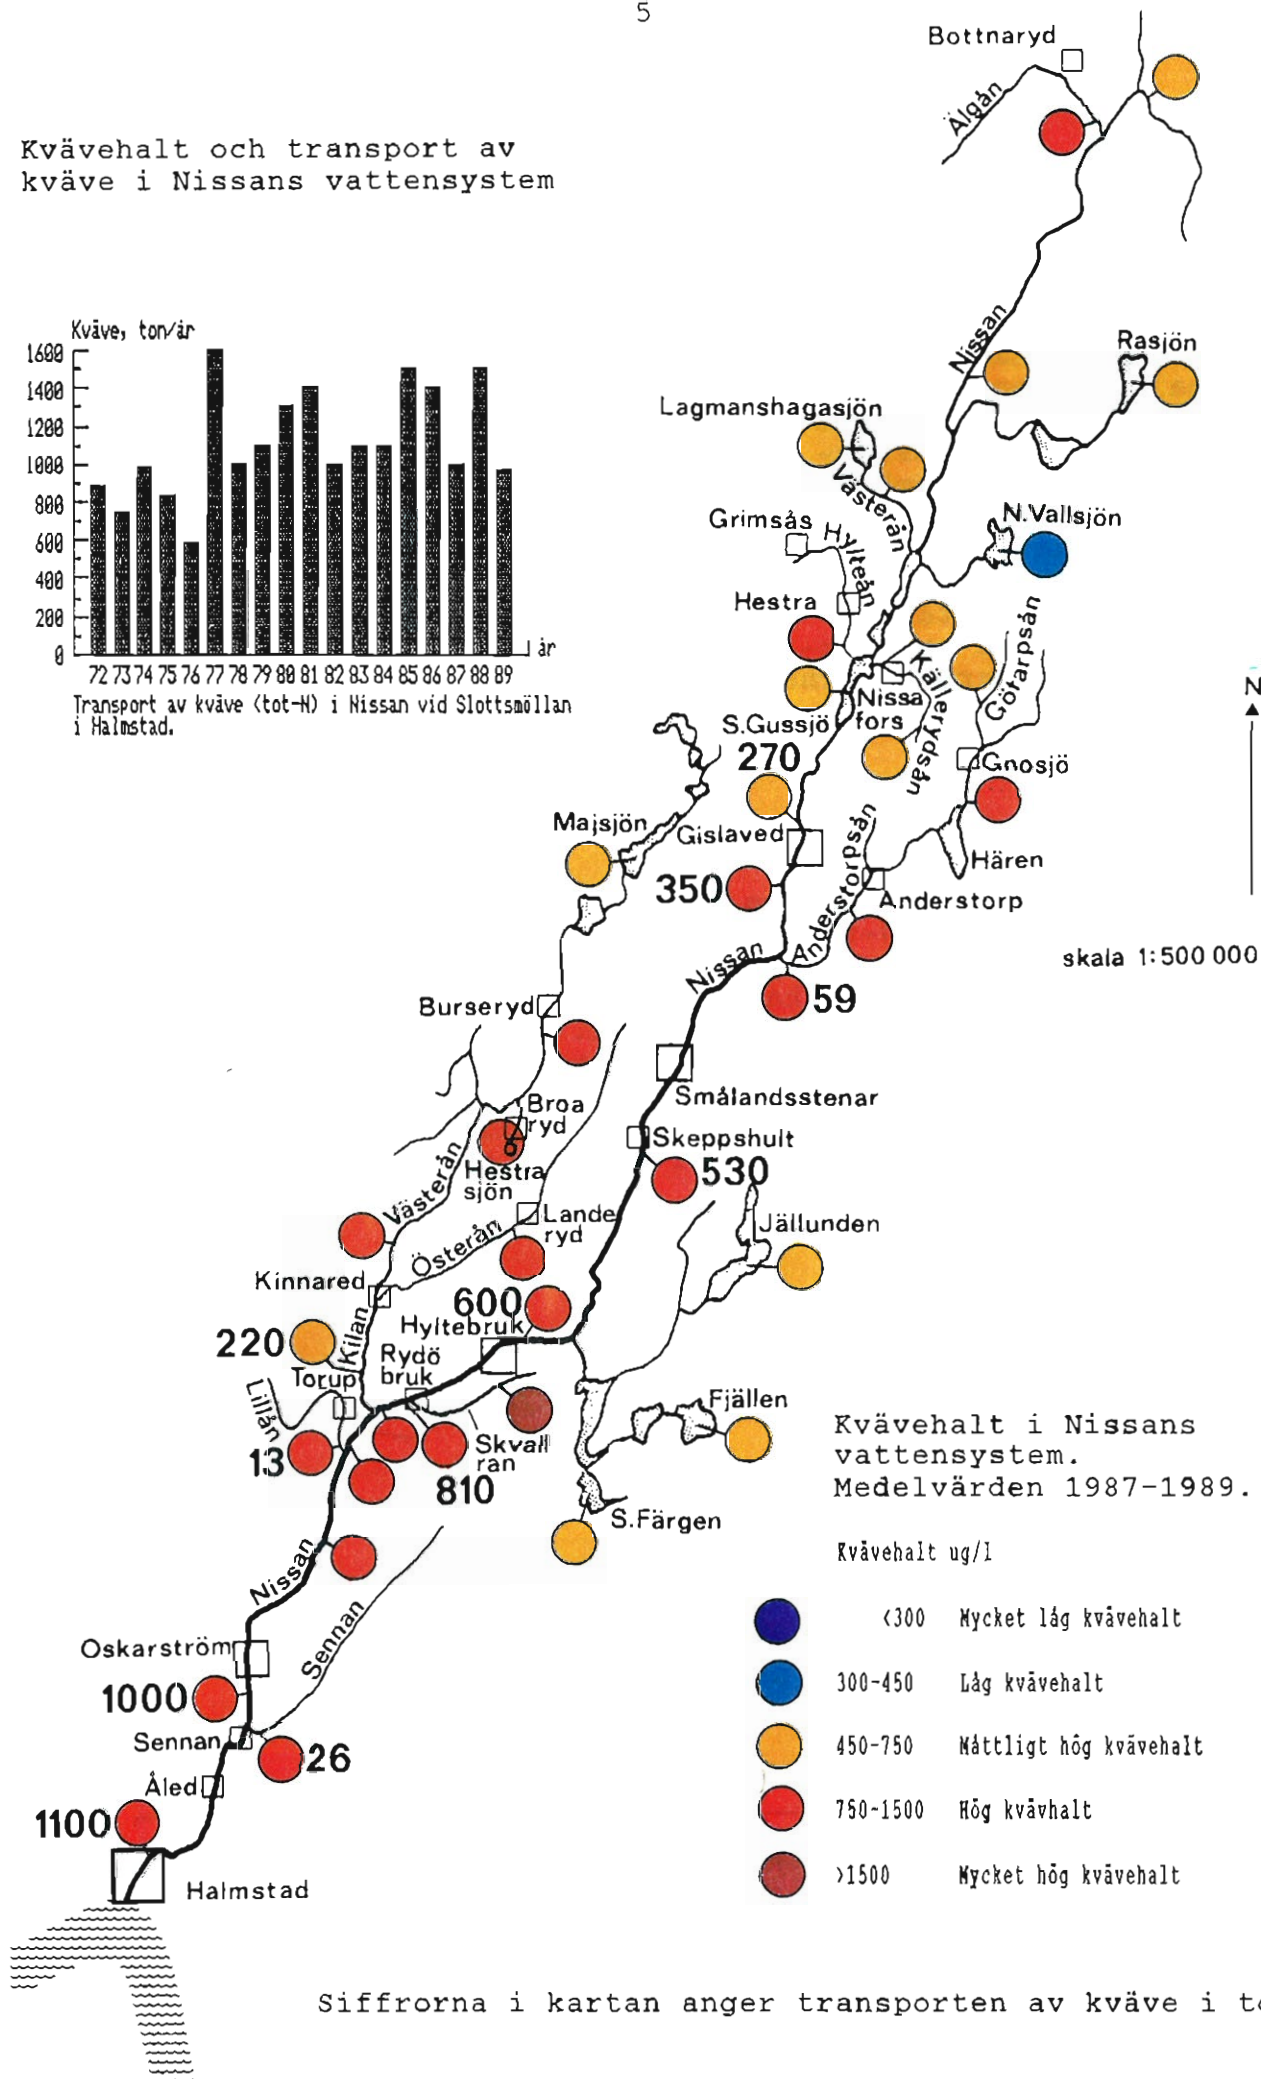 5
Kvävehalt och transport av
kväve i Nissans vattensystem
Kväve, ton/år
1600
1400
1200
1000
800
600
400
200
0
år
72 73 74 75 76 77 78 79 80 81 82 83 84 85 86 87 88 89
Transport av kväve (tot-N) i Nissan vid Slottsmöllan
i Halmstad.
Bottnaryd
Älgån
Nissan
Rasjön
Lagmanshagasjön
Västerån
Grimsås
Hylteån
N.Vallsjön
Hestra
Källerydsån
Götarpsån
Nissa
fors
S.Gussjö
270
Gnosjö
Majsjön
Gislaved
350
Anderstorpsån
Hären
Anderstorp
N
skala 1:500 000
Nissan
59
Burseryd
Smålandsstenar
Broa
ryd
6
Hestra
sjön
Skeppshult
530
Västerån
Österån
Lande
ryd
Jällunden
Kinnared
600
Hyltebruk
220
Kilan
Rydö
bruk
Torup
Lillån
13
Skvall
ran
810
Fjällen
S.Färgen
Nissan
Sennan
Oskarström
1000
Sennan
26
Åled
1100
Halmstad
Kvävehalt i Nissans
vattensystem.
Medelvärden 1987-1989.
Kvävehalt ug/l
<300 Mycket låg kvävehalt
300-450 Låg kvävehalt
450-750 Måttligt hög kvävehalt
750-1500 Hög kvävhalt
>1500 Mycket hög kvävehalt
Siffrorna i kartan anger transporten av kväve i